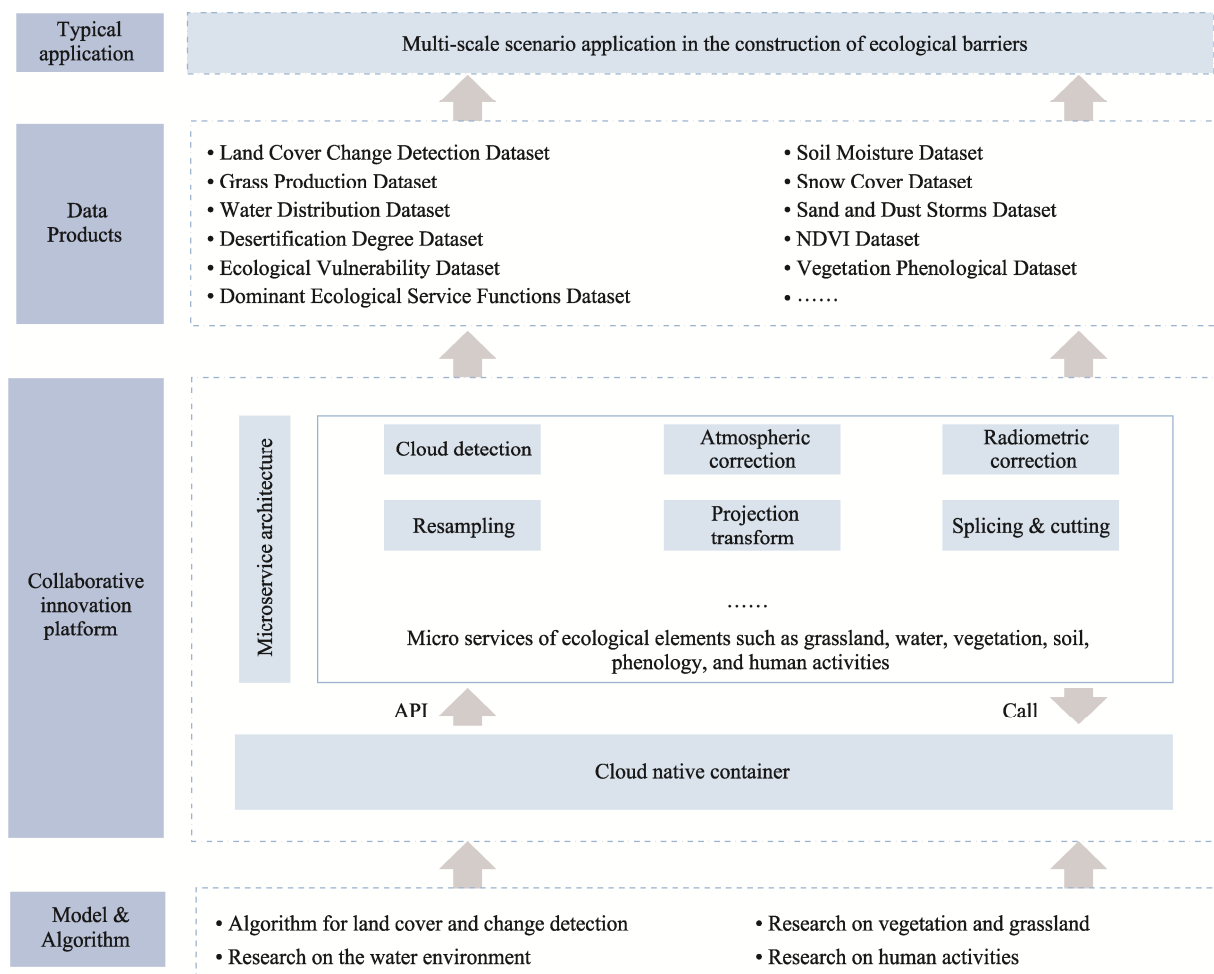 Typical
application
Multi-scale scenario application in the construction of ecological barriers
Data
Products
• Land Cover Change Detection Dataset
• Grass Production Dataset
• Water Distribution Dataset
• Desertification Degree Dataset
• Ecological Vulnerability Dataset
• Dominant Ecological Service Functions Dataset
• Soil Moisture Dataset
• Snow Cover Dataset
• Sand and Dust Storms Dataset
• NDVI Dataset
• Vegetation Phenological Dataset
• ……
Collaborative
innovation
platform
Microservice architecture
Cloud detection
Atmospheric
correction
Radiometric
correction
Resampling
Projection
transform
Splicing & cutting
……
Micro services of ecological elements such as grassland, water, vegetation, soil,
phenology, and human activities
API
Call
Cloud native container
Model &
Algorithm
• Algorithm for land cover and change detection
• Research on the water environment
• Research on vegetation and grassland
• Research on human activities